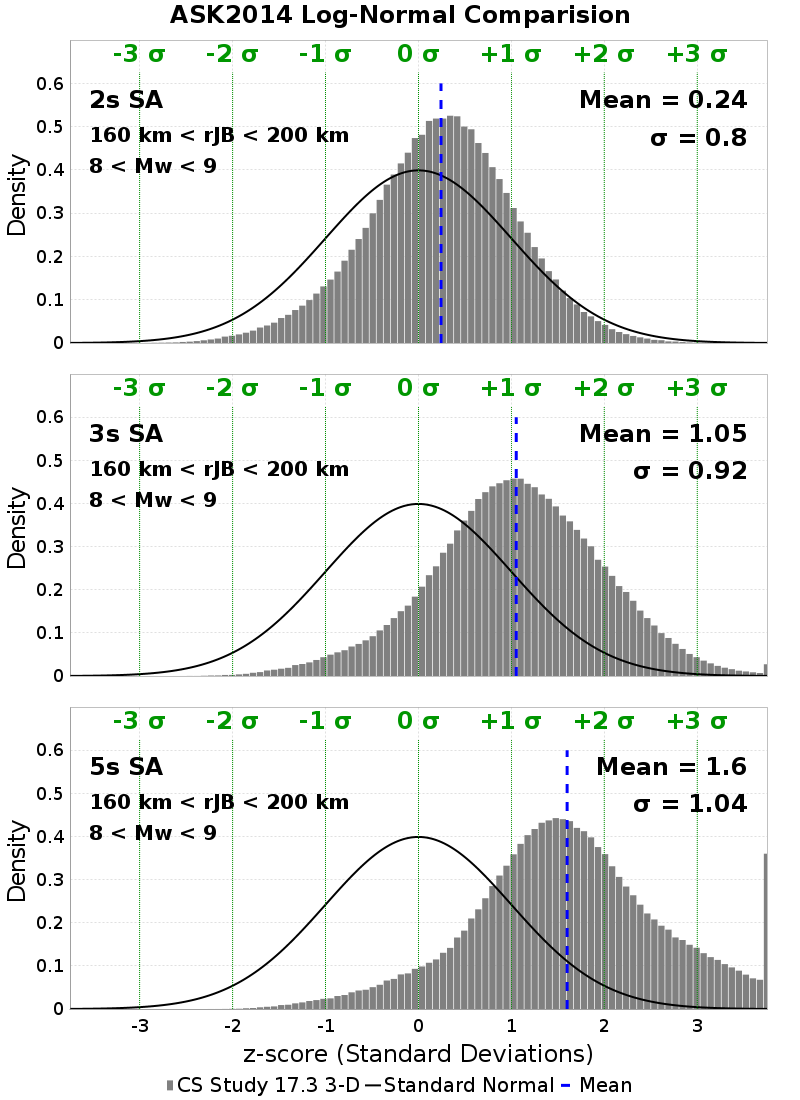 ASK2014 Log-Normal Comparision
-3 σ -2 σ -1 σ 0 σ +1 σ +2 σ +3 σ
2s SA
Mean = 0.24
160 km < rJB < 200 km
σ = 0.8
8 < Mw < 9
Density
0.6
0.5
0.4
0.3
0.2
0.1
0
-3 σ -2 σ -1 σ 0 σ +1 σ +2 σ +3 σ
3s SA
Mean = 1.05
160 km < rJB < 200 km
σ = 0.92
8 < Mw < 9
Density
0.6
0.5
0.4
0.3
0.2
0.1
0
-3 σ -2 σ -1 σ 0 σ +1 σ +2 σ +3 σ
5s SA
Mean = 1.6
160 km < rJB < 200 km
σ = 1.04
8 < Mw < 9
Density
0.6
0.5
0.4
0.3
0.2
0.1
0
-3 -2 -1 0 1 2 3
z-score (Standard Deviations)
CS Study 17.3 3-D Standard Normal Mean